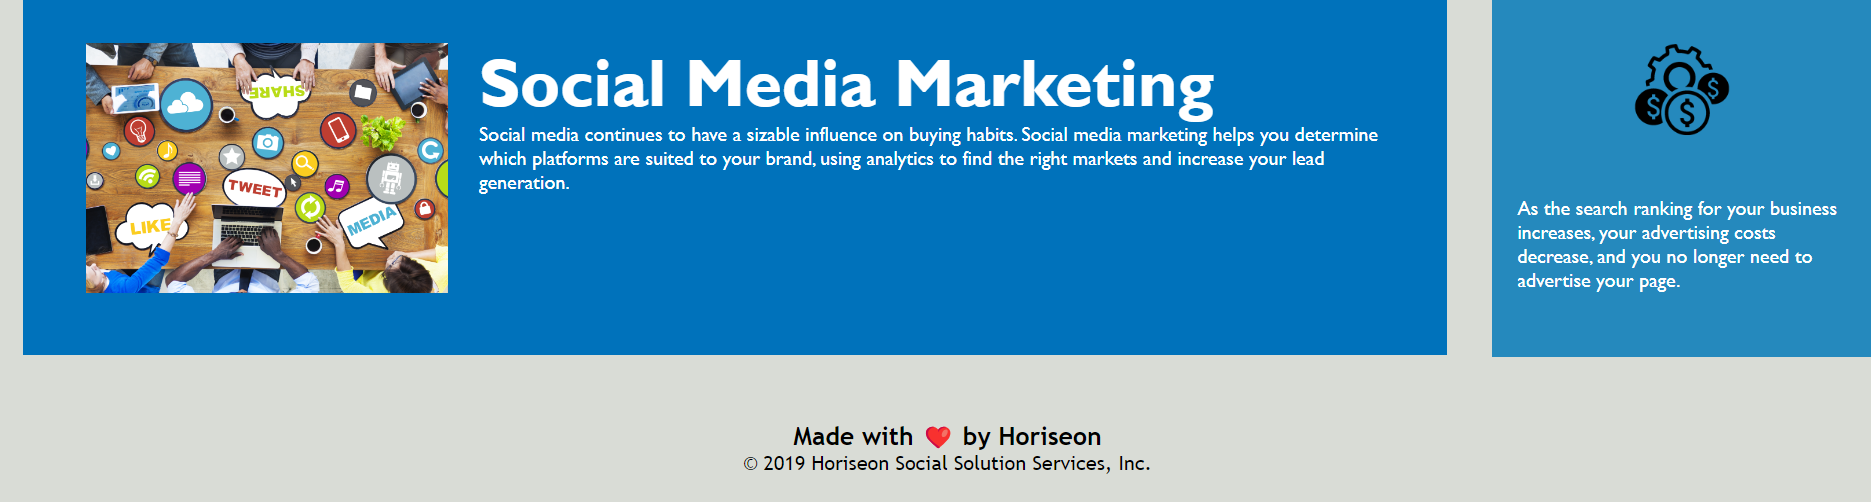 SHARE
TWEET
LIKE
MEDIA
Social Media Marketing
Social media continues to have a sizable influence on buying habits. Social media marketing helps you determine
which platforms are suited to your brand, using analytics to find the right markets and increase your lead
generation.
$ $ $
As the search ranking for your business
increases, your advertising costs
decrease, and you no longer need to
advertise your page.
Made with ❤️ by Horiseon
© 2019 Horiseon Social Solution Services, Inc.